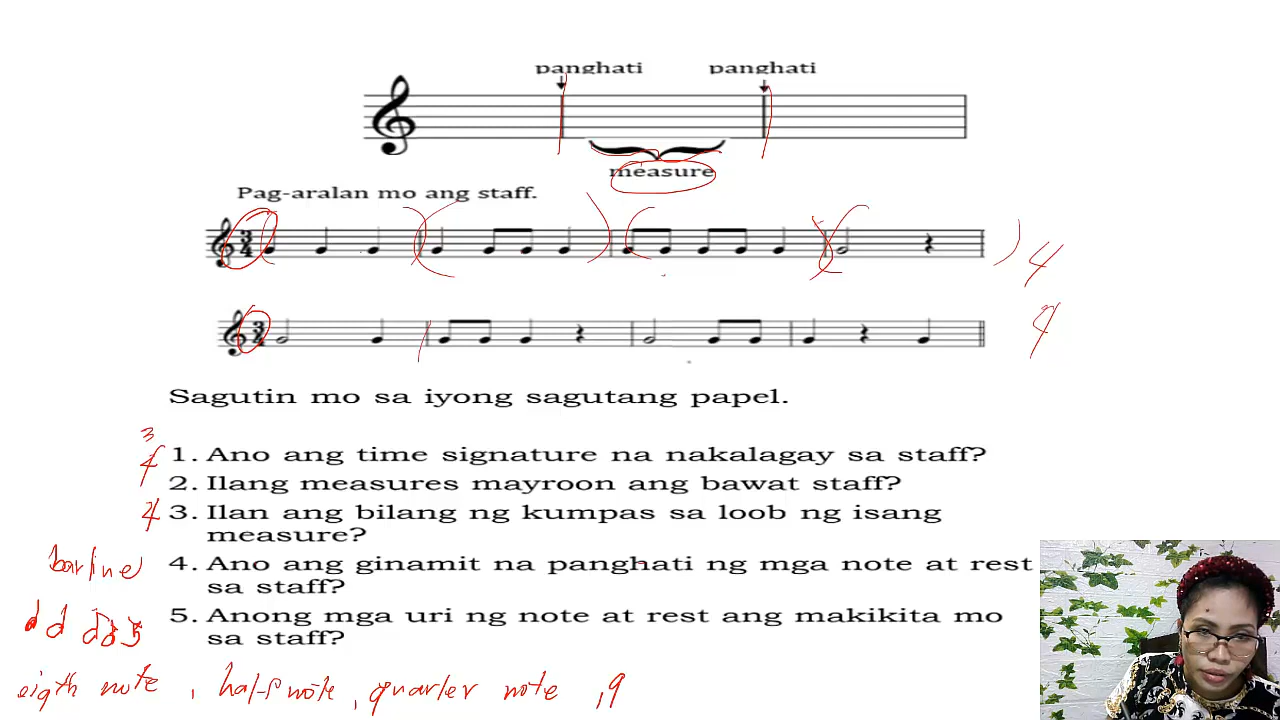 panghati panghati
measure
Pag-aralan mo ang staff.
3
4
4
3
4
Sagutin mo sa iyong sagutang papel.
3
4
1. Ano ang time signature na nakalagay sa staff?
2. Ilang measures mayroon ang bawat staff?
4
3. Ilan ang bilang ng kumpas sa loob ng isang
measure?
barline
4. Ano ang ginamit na panghati ng mga note at rest
sa staff?
5. Anong mga uri ng note at rest ang makikita mo
sa staff?
eigth note , half note , quarter note , q